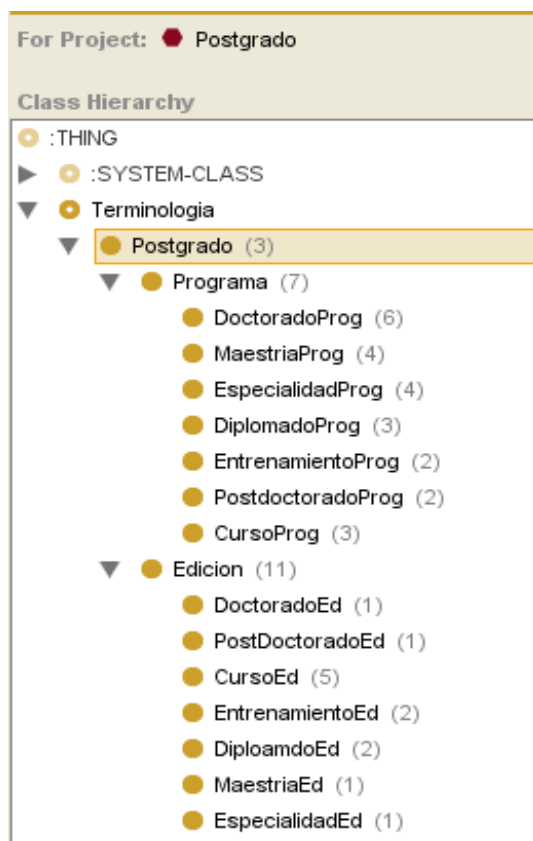 For Project: Postgrado
Class Hierarchy
:THING
:SYSTEM-CLASS
Terminologia
Postgrado (3)
Programa (7)
DoctoradoProg (6)
MaestriaProg (4)
EspecialidadProg (4)
DiplomadoProg (3)
EntrenamientoProg (2)
PostdoctoradoProg (2)
CursoProg (3)
Edicion (11)
DoctoradoEd (1)
PostDoctoradoEd (1)
CursoEd (5)
EntrenamientoEd (2)
DiploamdoEd (2)
MaestriaEd (1)
EspecialidadEd (1)